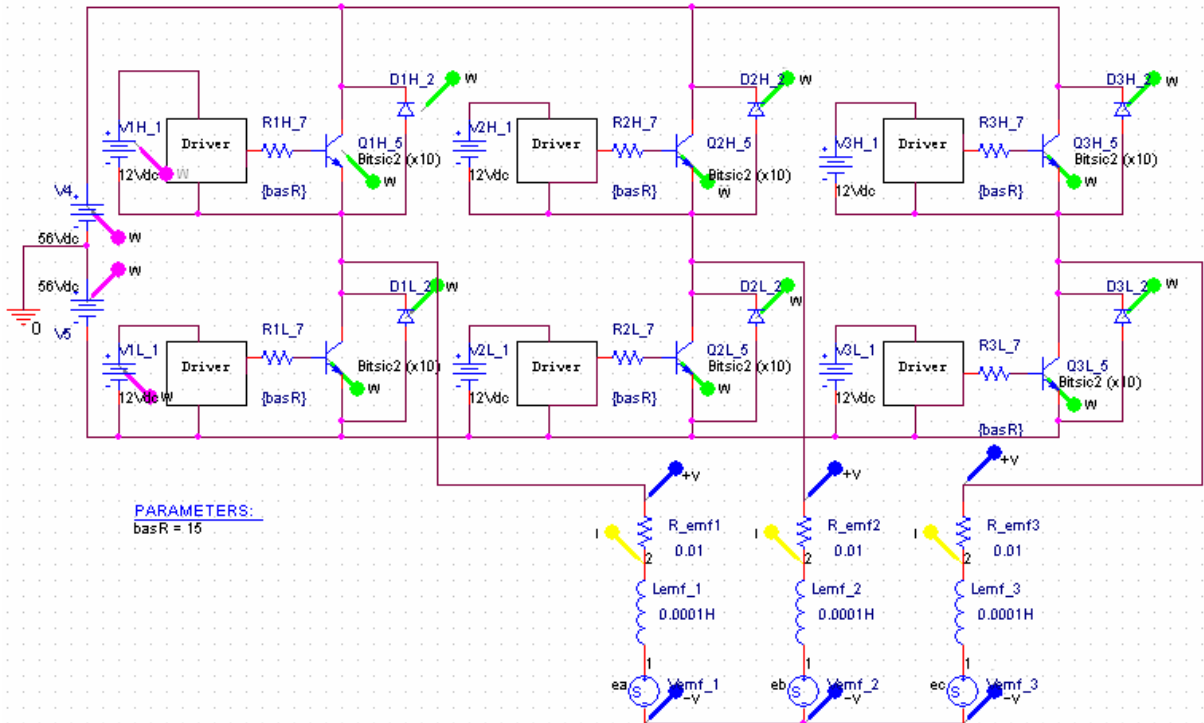 D1H_2 W
D2H_2 W
D3H_2 W
V1H_1 Driver R1H_7 Q1H_5
V2H_1 Driver R2H_7 Q2H_5
V3H_1 Driver R3H_7 Q3H_5
Bitsic2 (x10)
Bitsic2 (x10)
Bitsic2 (x10)
12Vdc W {basR} W
12Vdc {basR} W
12Vdc {basR} W
V4
56Vdc W
56Vdc W
0 V5
D1L_2 W
D2L_2 W
D3L_2 W
V1L_1 Driver R1L_7
V2L_1 Driver R2L_7 Q2L_5
V3L_1 Driver R3L_7 Q3L_5
Bitsic2 (x10)
Bitsic2 (x10)
Bitsic2 (x10)
12Vdc W {basR} W
12Vdc {basR} W
12Vdc W
{basR}
+V
+V
+V
PARAMETERS:
basR = 15
I R_emf1
I R_emf2
I R_emf3
0.01
0.01
0.01
2
2
2
Lemf_1
Lemf_2
Lemf_3
0.0001H
0.0001H
0.0001H
1
1
1
ea S Vemf_1
eb S Vemf_2
ec S Vemf_3
-V
-V
-V